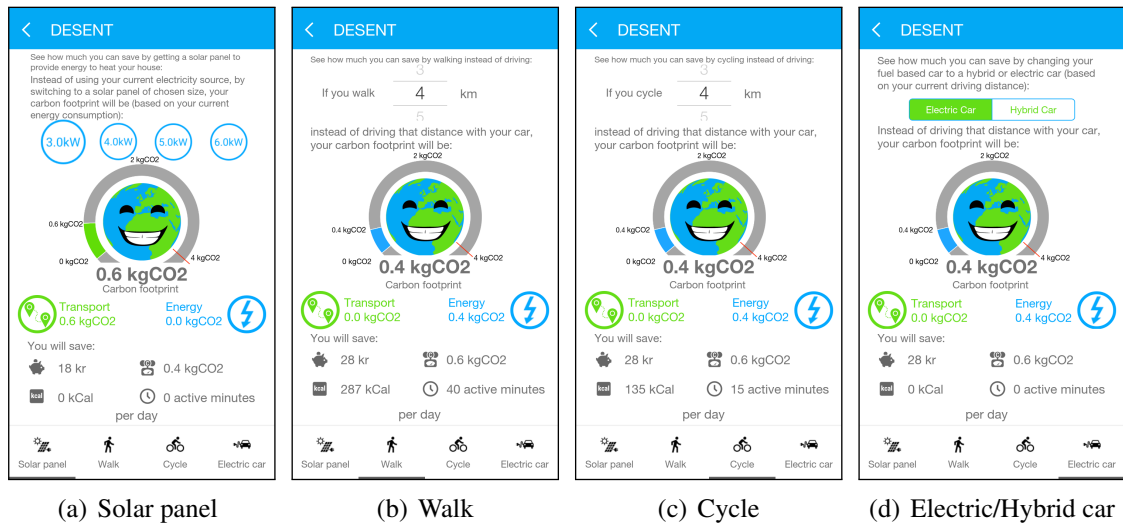 DESENT
See how much you can save by getting a solar panel to
provide energy to heat your house:
Instead of using your current electricity source, by
switching to a solar panel of chosen size, your
carbon footprint will be (based on your current
energy consumption):
3.0kW 4.0kW 5.0kW 6.0kW
2 kgCO2
0.6 kgCO2
0 kgCO2
4 kgCO2
0.6 kgCO2
Carbon footprint
Transport
0.6 kgCO2
Energy
0.0 kgCO2
You will save:
18 kr
0.4 kgCO2
kcal
0 kCal
0 active minutes
per day
Solar panel Walk Cycle Electric car
(a) Solar panel
DESENT
See how much you can save by walking instead of driving:
3
If you walk 4 km
5
instead of driving that distance with your car,
your carbon footprint will be:
2 kgCO2
0.4 kgCO2
0 kgCO2
4 kgCO2
0.4 kgCO2
Carbon footprint
Transport
0.0 kgCO2
Energy
0.4 kgCO2
You will save:
28 kr
0.6 kgCO2
kcal
287 kCal
40 active minutes
per day
Solar panel Walk Cycle Electric car
(b) Walk
DESENT
See how much you can save by cycling instead of driving:
3
If you cycle 4 km
5
instead of driving that distance with your car,
your carbon footprint will be:
2 kgCO2
0.4 kgCO2
0 kgCO2
4 kgCO2
0.4 kgCO2
Carbon footprint
Transport
0.0 kgCO2
Energy
0.4 kgCO2
You will save:
28 kr
0.6 kgCO2
kcal
135 kCal
15 active minutes
per day
Solar panel Walk Cycle Electric car
(c) Cycle
DESENT
See how much you can save by changing your
fuel based car to a hybrid or electric car (based
on your current driving distance):
Electric Car Hybrid Car
Instead of driving that distance with your car,
your carbon footprint will be:
2 kgCO2
0.4 kgCO2
0 kgCO2
4 kgCO2
0.4 kgCO2
Carbon footprint
Transport
0.0 kgCO2
Energy
0.4 kgCO2
You will save:
28 kr
0.6 kgCO2
kcal
0 kCal
0 active minutes
per day
Solar panel Walk Cycle Electric car
(d) Electric/Hybrid car